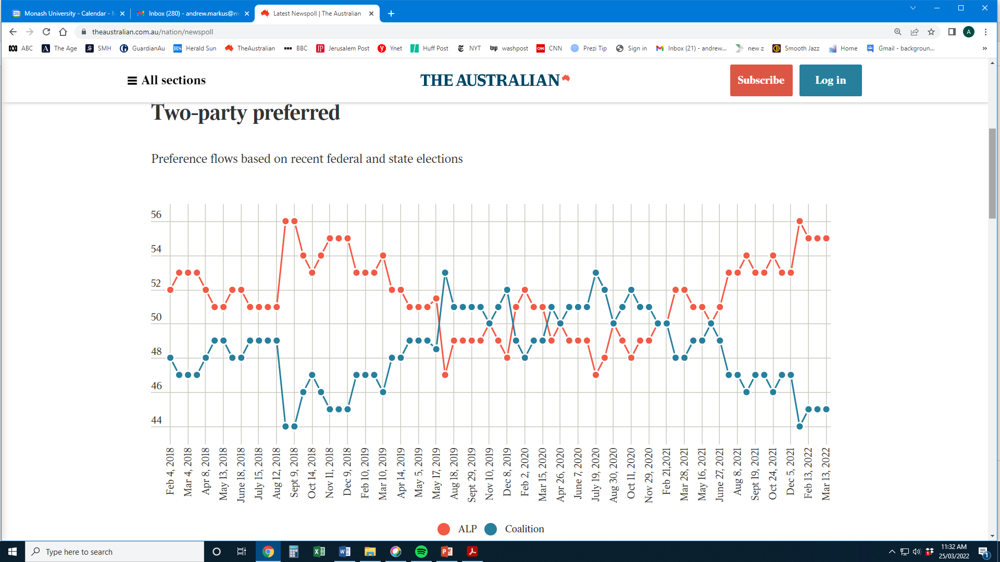 Monash University - Calendar - M
Inbox (280) - andrew.markus@m
Latest Newspoll | The Australian
theaustralian.com.au/nation/newspoll
A
ABC
The Age
SMH
GuardianAu
Herald Sun
TheAustralian
BBC
Jerusalem Post
Ynet
Huff Post
NYT
washpost
CNN
Prezi Tip
Sign in
Inbox (21) - andrew...
new z
Smooth Jazz
Home
Gmail - backgroun...
»
All sections
THE AUSTRALIAN
Subscribe
Log in
Two-party preferred
Preference flows based on recent federal and state elections
56
54
52
50
48
46
44
Feb 4, 2018
Mar 4, 2018
Apr 8, 2018
May 13, 2018
June 18, 2018
July 15, 2018
Aug 12, 2018
Sept 9, 2018
Oct 14, 2018
Nov 11, 2018
Dec 9, 2018
Feb 10, 2019
Mar 10, 2019
Apr 14, 2019
May 5, 2019
May 17, 2019
Aug 18, 2019
Sept 29, 2019
Nov 10, 2019
Dec 8, 2019
Feb 2, 2020
Mar 15, 2020
Apr 26, 2020
June 7, 2020
July 19, 2020
Aug 30, 2020
Oct 11, 2020
Nov 29, 2020
Feb 21,2021
Mar 28, 2021
May 16, 2021
June 27, 2021
Aug 8, 2021
Sept 19, 2021
Oct 24, 2021
Dec 5, 2021
Feb 13, 2022
Mar 13, 2022
ALP
Coalition
Type here to search
11:32 AM
25/03/2022
1